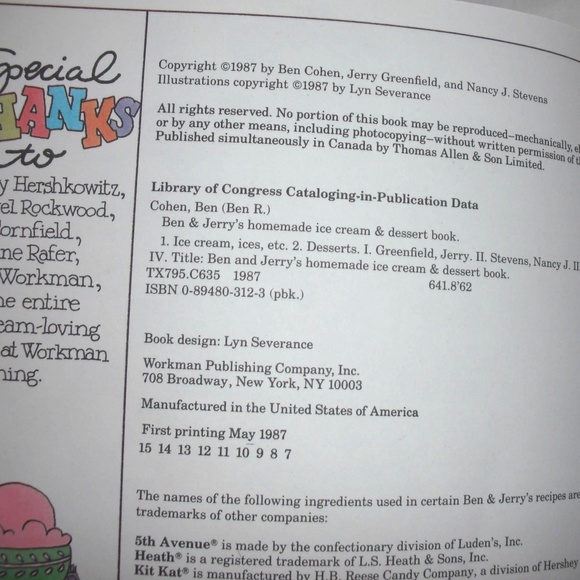 Special
THANKS
to
y Hershkowitz,
el Rockwood,
ornfield,
ne Rafer,
Workman,
he entire
eam-loving
at Workman
hing.
Copyright ©1987 by Ben Cohen, Jerry Greenfield, and Nancy J. Stevens
Illustrations copyright ©1987 by Lyn Severance
All rights reserved. No portion of this book may be reproduced—mechanically, el
or by any other means, including photocopying—without written permission of th
Published simultaneously in Canada by Thomas Allen & Son Limited.
Library of Congress Cataloging-in-Publication Data
Cohen, Ben (Ben R.)
Ben & Jerry's homemade ice cream & dessert book.
1. Ice cream, ices, etc. 2. Desserts. I. Greenfield, Jerry. II. Stevens, Nancy J. II
IV. Title: Ben and Jerry's homemade ice cream & dessert book.
TX795.C635 1987 641.8'62
ISBN 0-89480-312-3 (pbk.)
Book design: Lyn Severance
Workman Publishing Company, Inc.
708 Broadway, New York, NY 10003
Manufactured in the United States of America
First printing May 1987
15 14 13 12 11 10 9 8 7
The names of the following ingredients used in certain Ben & Jerry's recipes are
trademarks of other companies:
5th Avenue® is made by the confectionary division of Luden's, Inc.
Heath® is a registered trademark of L.S. Heath & Sons, Inc.
Kit Kat® is manufactured by H.B. Reese Candy Company, a division of Hershey